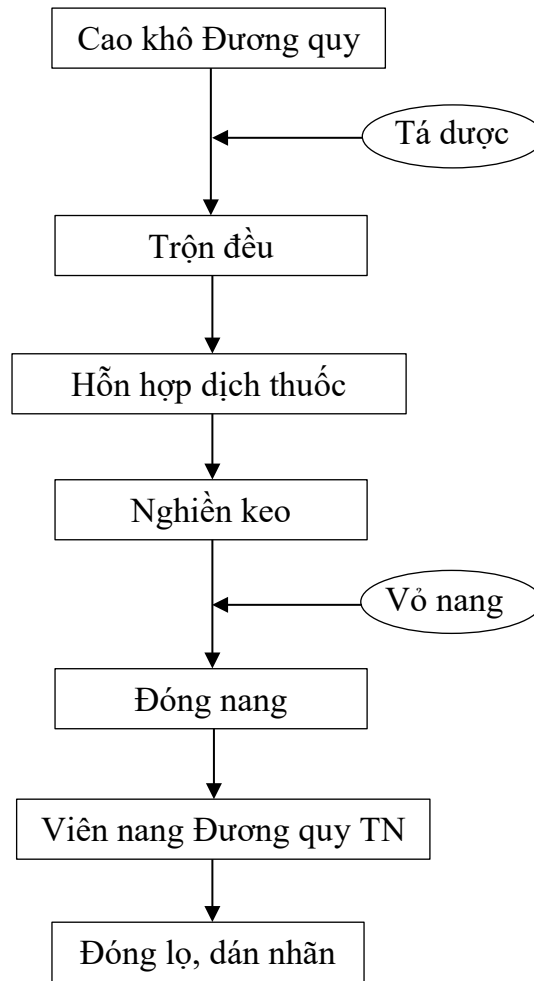 Cao khô Đương quy
Tá dược
Trộn đều
Hỗn hợp dịch thuốc
Nghiền keo
Vỏ nang
Đóng nang
Viên nang Đương quy TN
Đóng lọ, dán nhãn